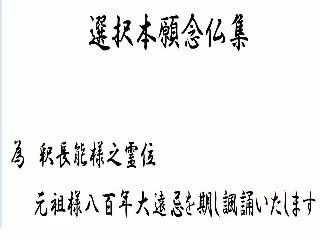 選択本願念仏集
為 釈長能様之霊位
元祖様八百年大遠忌を期し諷誦いたします